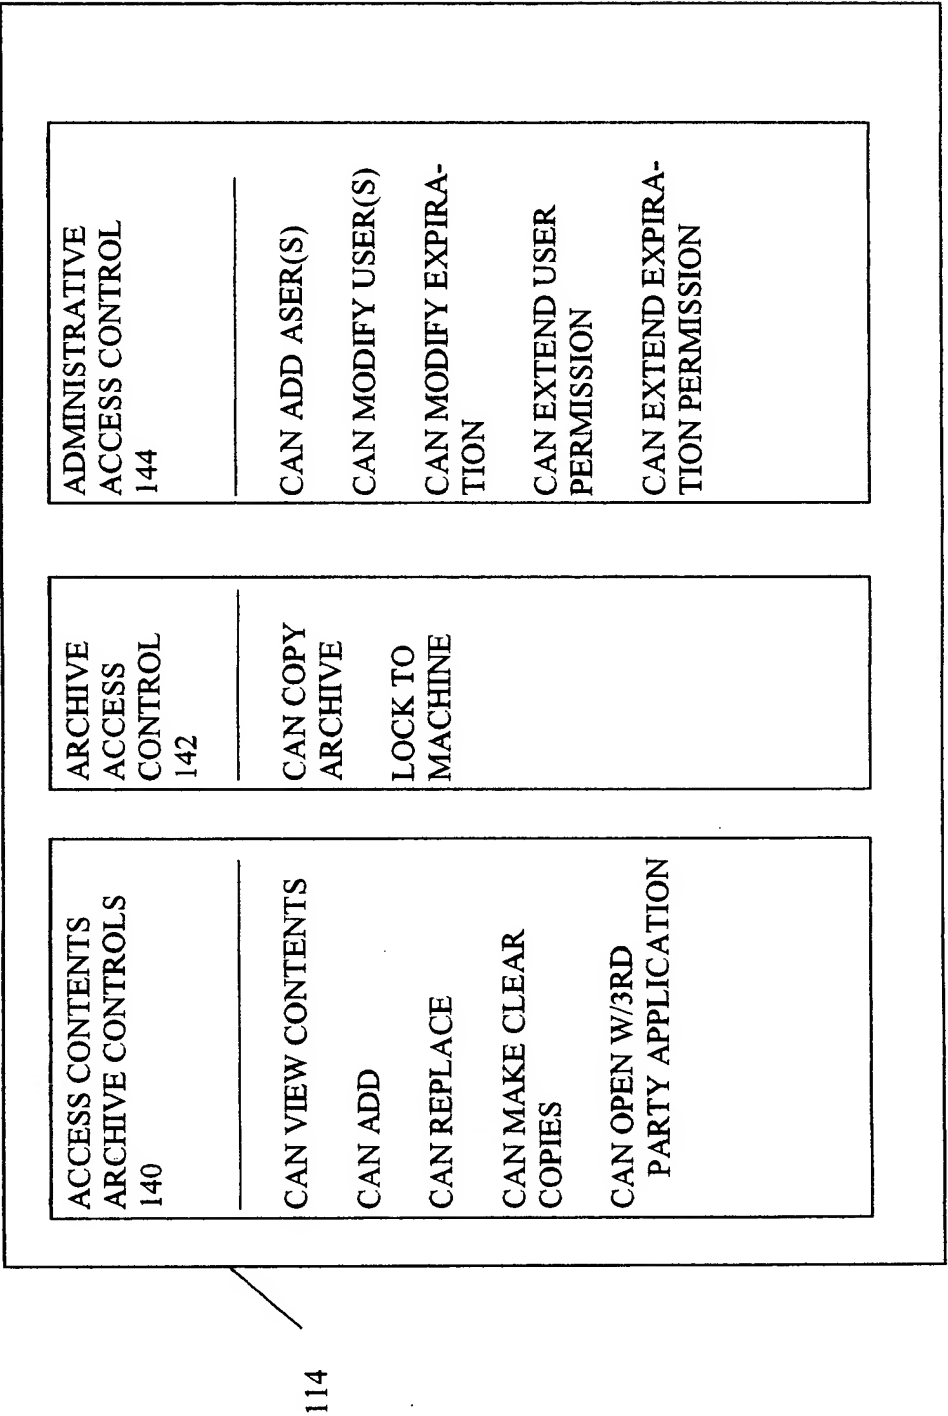 ACCESS CONTENTS
ARCHIVE CONTROLS
140
CAN VIEW CONTENTS
CAN ADD
CAN REPLACE
CAN MAKE CLEAR
COPIES
CAN OPEN W/3RD
PARTY APPLICATION
ARCHIVE
ACCESS
CONTROL
142
CAN COPY
ARCHIVE
LOCK TO
MACHINE
ADMINISTRATIVE
ACCESS CONTROL
144
CAN ADD ASER(S)
CAN MODIFY USER(S)
CAN MODIFY EXPIRA-
TION
CAN EXTEND USER
PERMISSION
CAN EXTEND EXPIRA-
TION PERMISSION
114